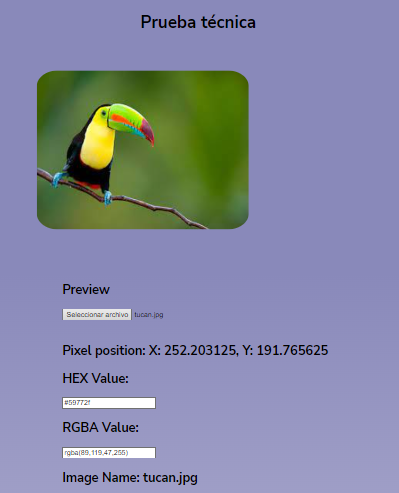 Prueba técnica
Preview
Seleccionar archivo tucan.jpg
Pixel position: X: 252.203125, Y: 191.765625
HEX Value:
#59772f
RGBA Value:
rgba(89,119,47,255)
Image Name: tucan.jpg